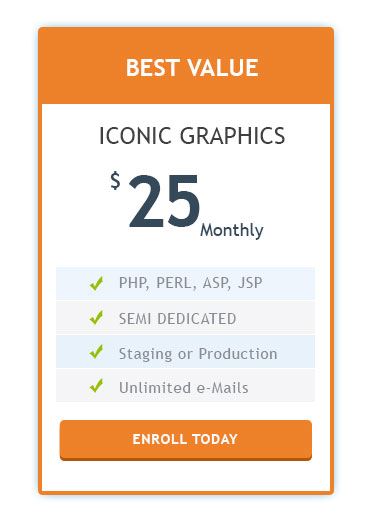 BEST VALUE
ICONIC GRAPHICS
$ 25 Monthly
PHP, PERL, ASP, JSP
SEMI DEDICATED
Staging or Production
Unlimited e-Mails
ENROLL TODAY